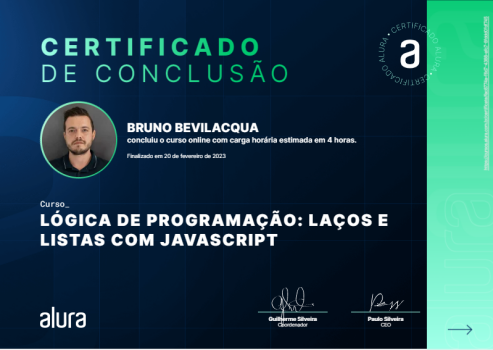 CERTIFICADO
DE CONCLUSÃO
ALURA • CERTIFICADO ALURA • CERTIFICADO
a
BRUNO BEVILACQUA
concluiu o curso online com carga horária estimada em 4 horas.
Finalizado em 20 de fevereiro de 2023
Curso_
LÓGICA DE PROGRAMAÇÃO: LAÇOS E
LISTAS COM JAVASCRIPT
alura
Guilherme Silveira
Coordenador
Paulo Silveira
CEO